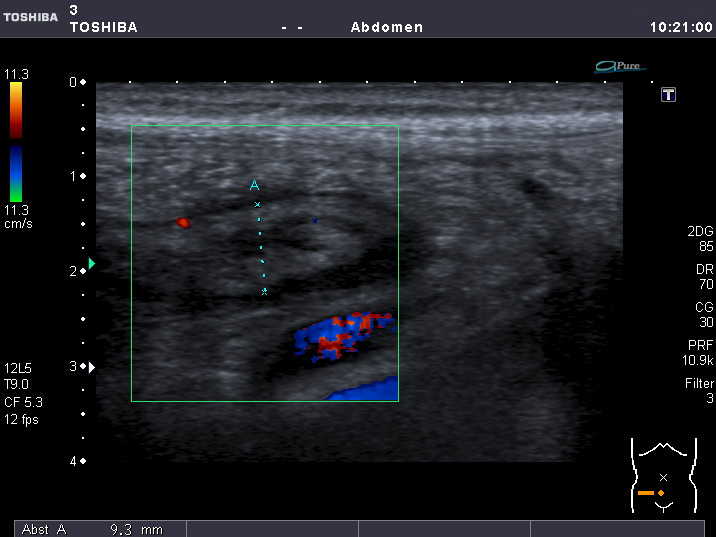 TOSHIBA
3
TOSHIBA - - Abdomen 10:21:00
Pure
11.3
11.3
cm/s
0
1
2
3
4
A
T
2DG
85
DR
70
CG
30
PRF
10.9k
Filter
3
12L5
T9.0
CF 5.3
12 fps
Abst A 9.3 mm